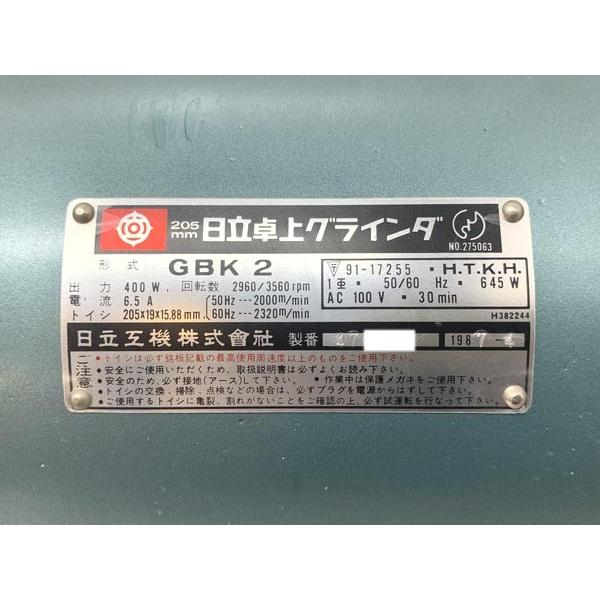 205mm 日立卓上グラインダ
NO.275063
形式 GBK 2
出力 400 W. 回転数 2960/3560 rpm
電流 6.5 A 50Hz---2000m/min
トイシ 205×19×15.88 mm. 60Hz---2320m/min
〒 91-17255 · H.T.K.H.
1Φ · 50/60 Hz · 645 W
AC 100 V · 30 min
H382244
日立工機株式會社 製番 47 1987-4
ご注意
•トイシは必ず銘板記載の最高使用周速度以上のものをご使用下さい。
•安全にご使用いただくため、取扱説明書は必ずよくお読み下さい。
•安全のため、必ず接地(アース)して下さい。 •作業中は保護メガネをご使用下さい。
•トイシの交換、掃除、点検などの場合は、必ずプラグを電源からはずして下さい。
•ご使用するトイシに亀裂、割れがないことをご確認の上、必ず試運転を行なって下さい。